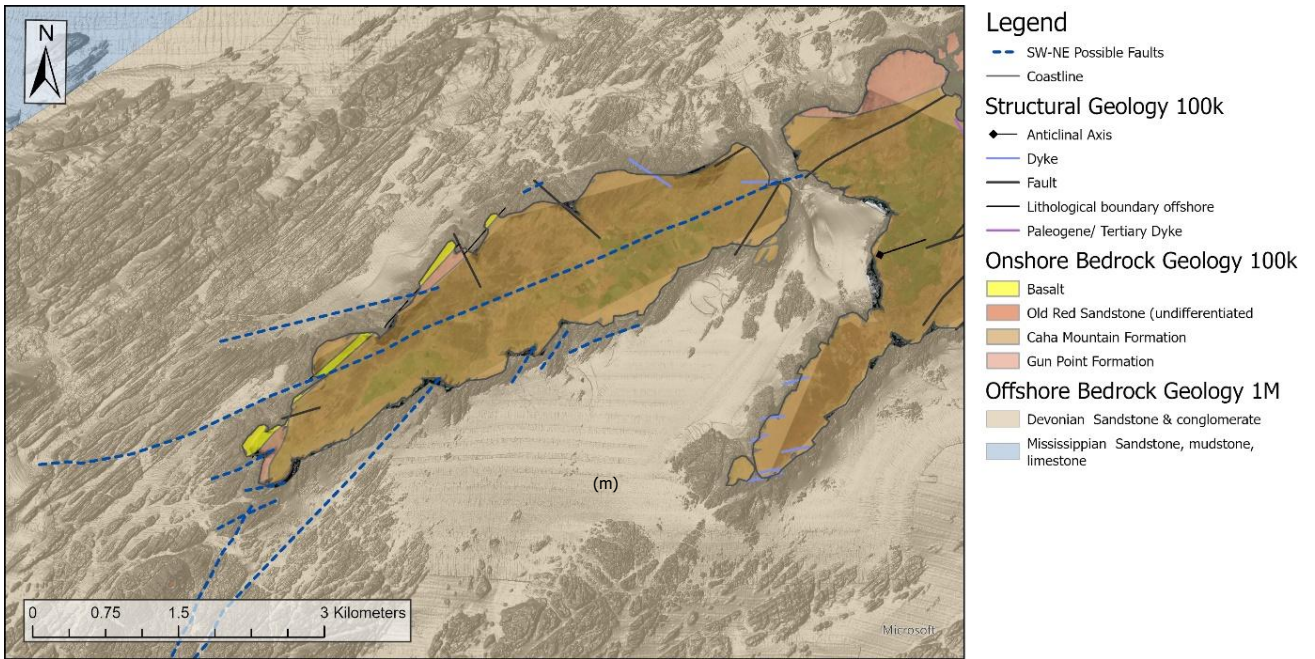 N
(m)
0 0.75 1.5 3 Kilometers
Microsoft
Legend
SW-NE Possible Faults
Coastline
Structural Geology 100k
Anticlinal Axis
Dyke
Fault
Lithological boundary offshore
Paleogene/ Tertiary Dyke
Onshore Bedrock Geology 100k
Basalt
Old Red Sandstone (undifferentiated
Caha Mountain Formation
Gun Point Formation
Offshore Bedrock Geology 1M
Devonian Sandstone & conglomerate
Mississippian Sandstone, mudstone,
limestone